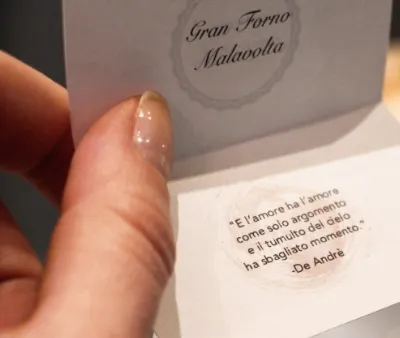 Gran Forno
Malavolta
"E l'amore ha l'amore
come solo argomento
e il tumulto del cielo
ha sbagliato momento."
-De Andrè